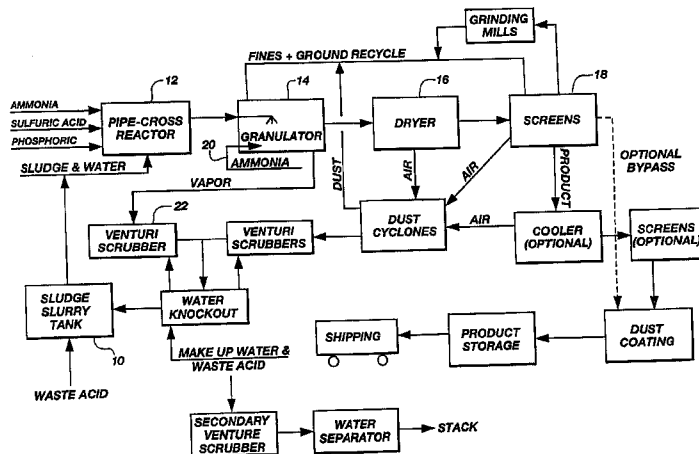 GRINDING
MILLS
FINES + GROUND RECYCLE
12
14
16
18
AMMONIA
SULFURIC ACID
PHOSPHORIC
SLUDGE & WATER
PIPE-CROSS
REACTOR
GRANULATOR
20
AMMONIA
DRYER
SCREENS
VAPOR
DUST
AIR
AIR
PRODUCT
OPTIONAL
BYPASS
22
VENTURI
SCRUBBER
VENTURI
SCRUBBERS
DUST
CYCLONES
AIR
COOLER
(OPTIONAL)
SCREENS
(OPTIONAL)
SLUDGE
SLURRY
TANK
10
WATER
KNOCKOUT
SHIPPING
PRODUCT
STORAGE
DUST
COATING
WASTE ACID
MAKE UP WATER &
WASTE ACID
SECONDARY
VENTURE
SCRUBBER
WATER
SEPARATOR
STACK